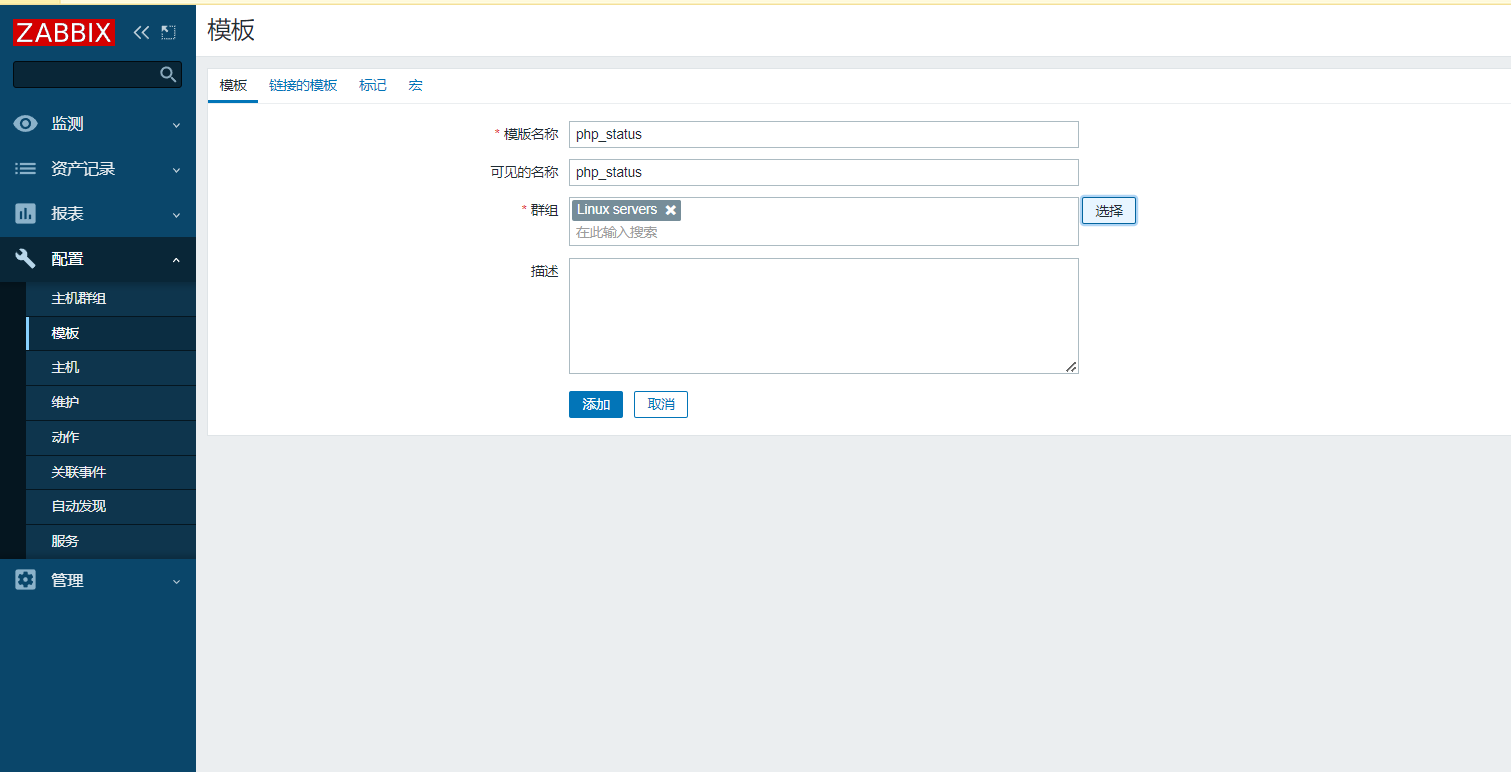 ZABBIX
监测
资产记录
报表
配置
主机群组
模板
主机
维护
动作
关联事件
自动发现
服务
管理
模板
模板 链接的模板 标记 宏
* 模版名称 php_status
可见的名称 php_status
* 群组 Linux servers 选择
在此输入搜索
描述
添加 取消